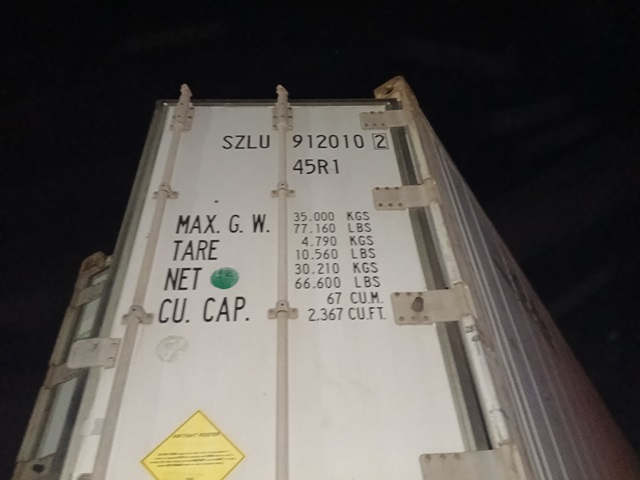 SZLU 912010 2
45R1
MAX. G. W. 35.000 KGS
77.160 LBS
TARE 4.790 KGS
10.560 LBS
NET 30.210 KGS
66.600 LBS
CU. CAP. 67 CU.M.
2.367 CU.FT.